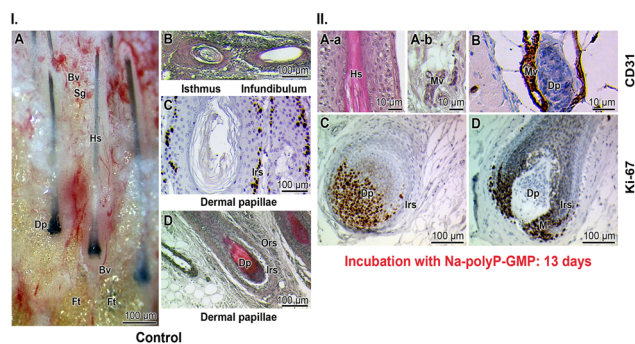 I.
A
Bv
Sg
Hs
Dp
Bv
Ft
Ft
100 µm
B
100 µm
Isthmus Infundibulum
C
Irs
100 µm
Dermal papillae
D
Ors
Dp
Irs
100 µm
Dermal papillae
Control
II.
A-a
Hs
10 µm
A-b
Mv
10 µm
B
Mv
Dp
10 µm
CD31
C
Dp
Irs
100 µm
D
Dp
Irs
M
100 µm
Ki-67
Incubation with Na-polyP-GMP: 13 days